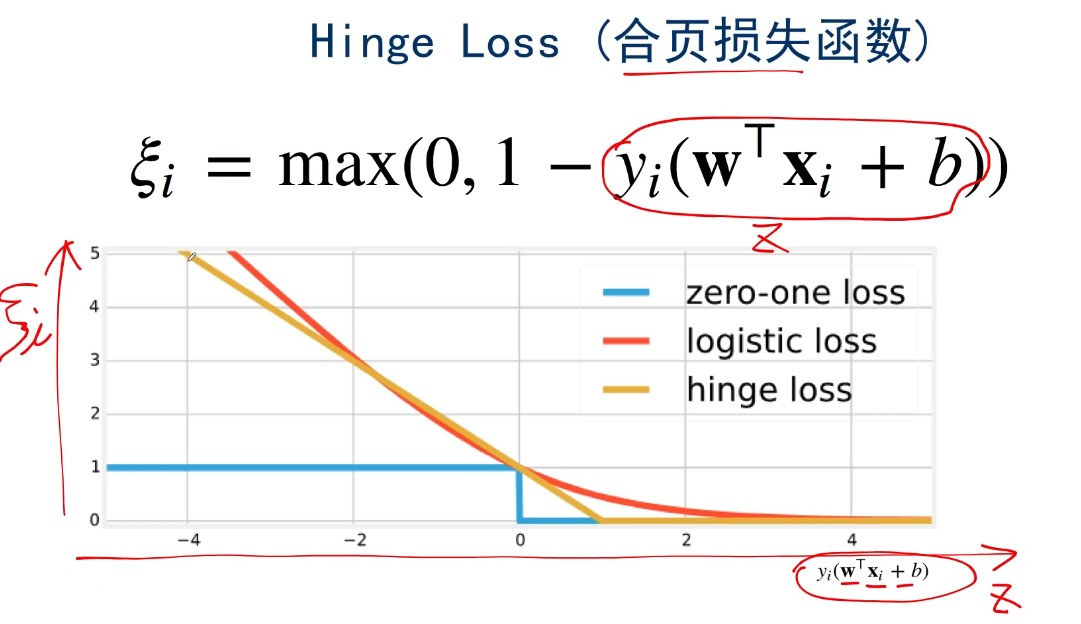 Hinge Loss (合页损失函数)
ξᵢ = max(0, 1 − yᵢ(𝐰⊤𝐱ᵢ + b))
z
ξᵢ
5
4
3
2
1
0
zero-one loss
logistic loss
hinge loss
−4 −2 0 2 4
yᵢ(𝐰⊤𝐱ᵢ + b)
z